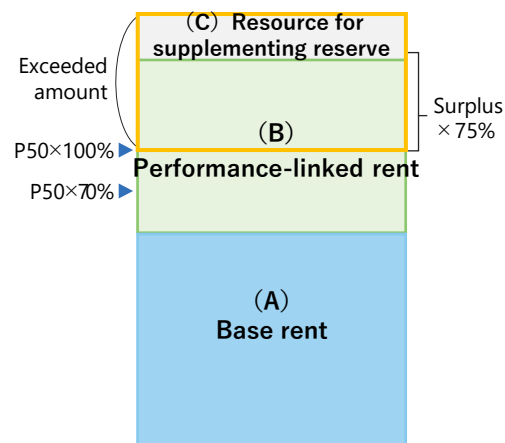 （C）Resource for
supplementing reserve
Exceeded
amount
Surplus
×75%
（B）
P50×100%
Performance-linked rent
P50×70%
（A）
Base rent